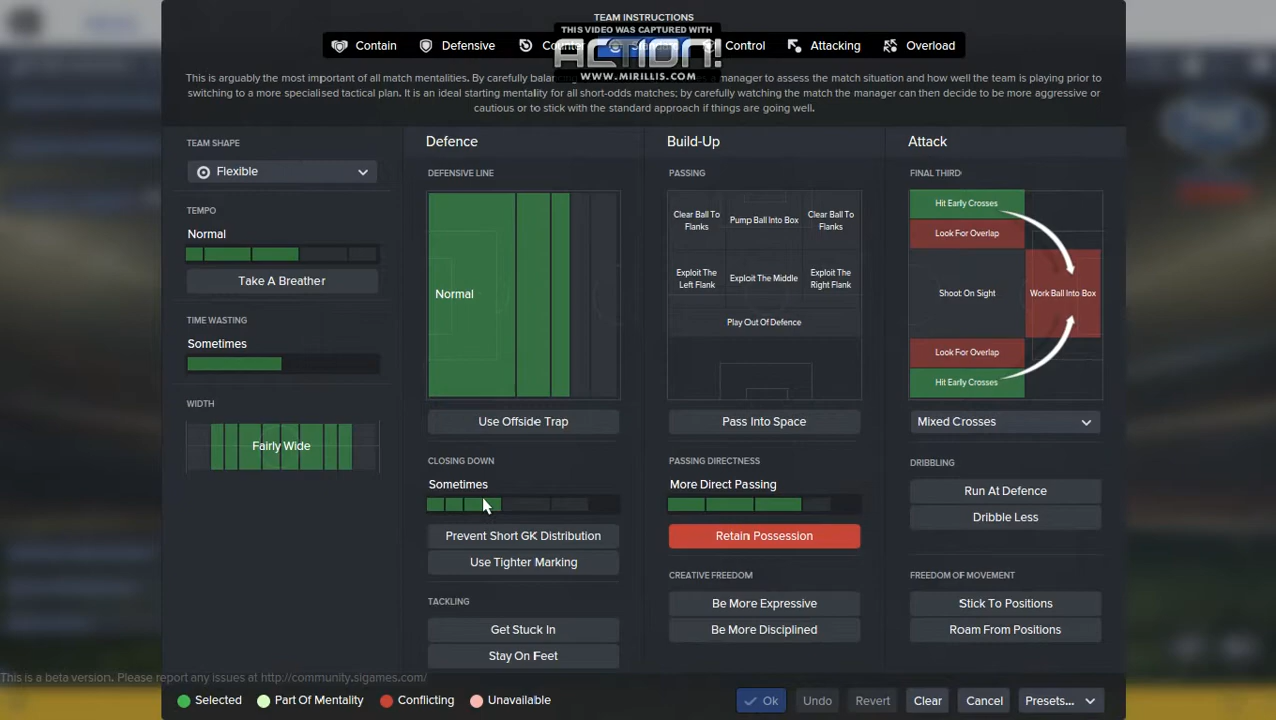 TEAM INSTRUCTIONS
THIS VIDEO WAS CAPTURED WITH
ACTION!
WWW.MIRILLIS.COM
Contain
Defensive
Control
Attacking
Overload
This is arguably the most important of all match mentalities. By carefully
a manager to assess the match situation and how well the team is playing prior to
switching to a more specialised tactical plan. It is an ideal starting mentality for all short-odds matches; by carefully watching the match the manager can then decide to be more aggressive or
cautious or to stick with the standard approach if things are going well.
TEAM SHAPE
Flexible
TEMPO
Normal
Take A Breather
TIME WASTING
Sometimes
WIDTH
Fairly Wide
Defence
DEFENSIVE LINE
Normal
Use Offside Trap
CLOSING DOWN
Sometimes
Prevent Short GK Distribution
Use Tighter Marking
TACKLING
Get Stuck In
Stay On Feet
Build-Up
PASSING
Clear Ball To Flanks
Pump Ball Into Box
Clear Ball To Flanks
Exploit The Left Flank
Exploit The Middle
Exploit The Right Flank
Play Out Of Defence
Pass Into Space
PASSING DIRECTNESS
More Direct Passing
Retain Possession
CREATIVE FREEDOM
Be More Expressive
Be More Disciplined
Attack
FINAL THIRD
Hit Early Crosses
Look For Overlap
Shoot On Sight
Work Ball Into Box
Look For Overlap
Hit Early Crosses
Mixed Crosses
DRIBBLING
Run At Defence
Dribble Less
FREEDOM OF MOVEMENT
Stick To Positions
Roam From Positions
This is a beta version. Please report any issues at http://community.sigames.com/
Selected
Part Of Mentality
Conflicting
Unavailable
Ok
Undo
Revert
Clear
Cancel
Presets...